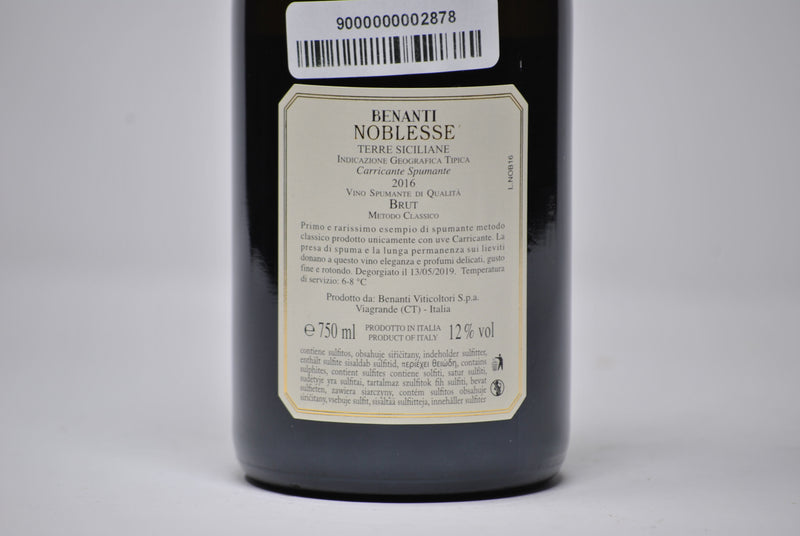 9000000002878
BENANTI
NOBLESSE
TERRE SICILIANE
INDICAZIONE GEOGRAFICA TIPICA
Carricante Spumante
2016
VINO SPUMANTE DI QUALITÀ
BRUT
METODO CLASSICO
Primo e rarissimo esempio di spumante metodo
classico prodotto unicamente con uve Carricante. La
presa di spuma e la lunga permanenza sui lieviti
donano a questo vino eleganza e profumi delicati, gusto
fine e rotondo. Degorgiato il 13/05/2019. Temperatura
di servizio: 6-8 °C
Prodotto da: Benanti Viticoltori S.p.a.
Viagrande (CT) - Italia
℮ 750 ml PRODOTTO IN ITALIA 12% vol
PRODUCT OF ITALY
contiene sulfitos, obsahuje siřičitany, indeholder sulfitter,
enthält sulfite sisaldab sulfitid, περιέχει θειώδη, contains
sulphites, contient sulfites contiene solfiti, satur sulfiti,
sudetyje yra sulfitai, tartalmaz szulfitok fih sulfiti, bevat
sulfieten, zawiera siarczyny, contém sulfitos obsahuje
siričitany, vsebuje sulfit, sisältää sulfiitteja, innehåller sulfiter
L.NOB16